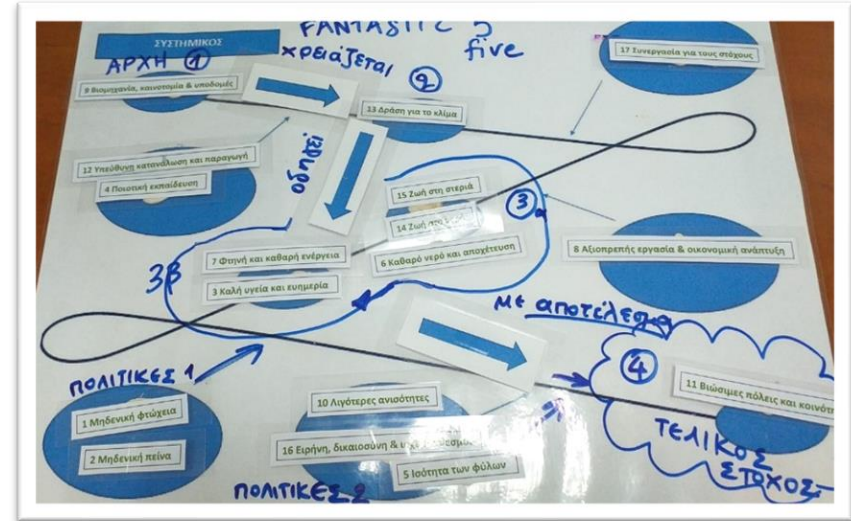 FANTASTIC 5
five
ΣΥΣΤΗΜΙΚΟΣ
ΑΡΧΗ 1
χρειάζεται
17 Συνεργασία για τους στόχους
9 Βιομηχανία, καινοτομία & υποδομές
2
13 Δράση για το κλίμα
οδηγεί
12 Υπεύθυνη κατανάλωση και παραγωγή
4 Ποιοτική εκπαίδευση
15 Ζωή στη στεριά
3α
14 Ζωή στο
6 Καθαρό νερό και αποχέτευση
8 Αξιοπρεπής εργασία & οικονομική ανάπτυξη
7 Φτηνή και καθαρή ενέργεια
3β
3 Καλή υγεία και ευημερία
με αποτέλεσμα
4
ΠΟΛΙΤΙΚΕΣ 1
11 Βιώσιμες πόλεις και κοινότ
1 Μηδενική φτώχεια
10 Λιγότερες ανισότητες
ΤΕΛΙΚΟΣ
ΣΤΟΧΟΣ
2 Μηδενική πείνα
16 Ειρήνη, δικαιοσύνη &
5 Ισότητα των φύλων
ΠΟΛΙΤΙΚΕΣ 2